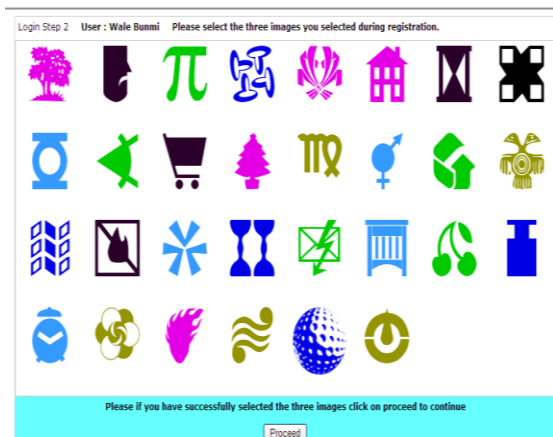 Login Step 2 User : Wale Bunmi Please select the three images you selected during registration.
Please if you have successfully selected the three images click on proceed to continue
Proceed